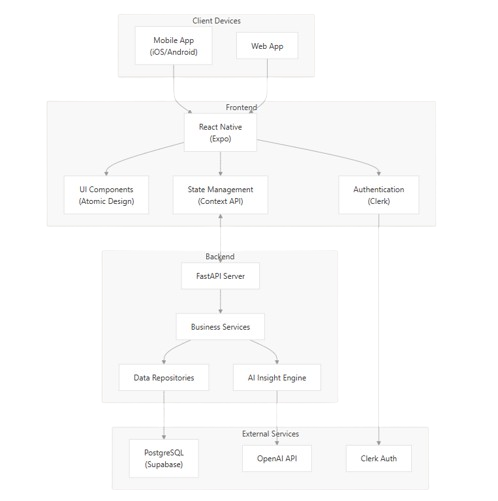 Client Devices
Mobile App
(iOS/Android)
Web App
Frontend
React Native
(Expo)
UI Components
(Atomic Design)
State Management
(Context API)
Authentication
(Clerk)
Backend
FastAPI Server
Business Services
Data Repositories
AI Insight Engine
External Services
PostgreSQL
(Supabase)
OpenAI API
Clerk Auth